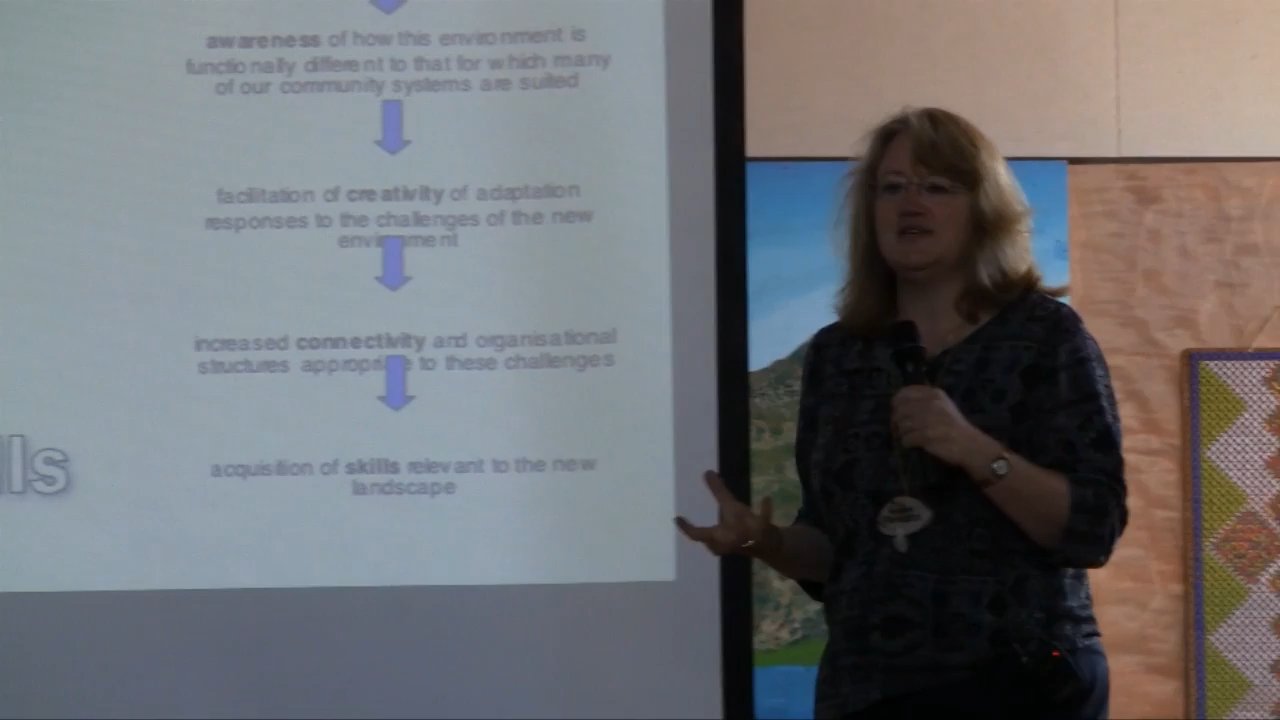 awareness of how this environment is
functionally different to that for which many
of our community systems are suited
facilitation of creativity of adaptation
responses to the challenges of the new
environment
increased connectivity and organisational
structures appropriate to these challenges
lls
acquisition of skills relevant to the new
landscape